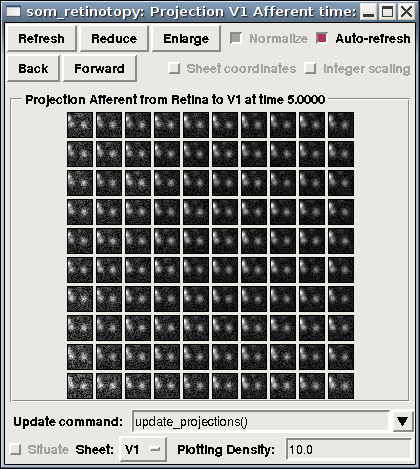 som_retinotopy: Projection V1 Afferent time:
Refresh Reduce Enlarge Normalize Auto-refresh
Back Forward Sheet coordinates Integer scaling
Projection Afferent from Retina to V1 at time 5.0000
Update command: update_projections()
Situate Sheet: V1 Plotting Density: 10.0